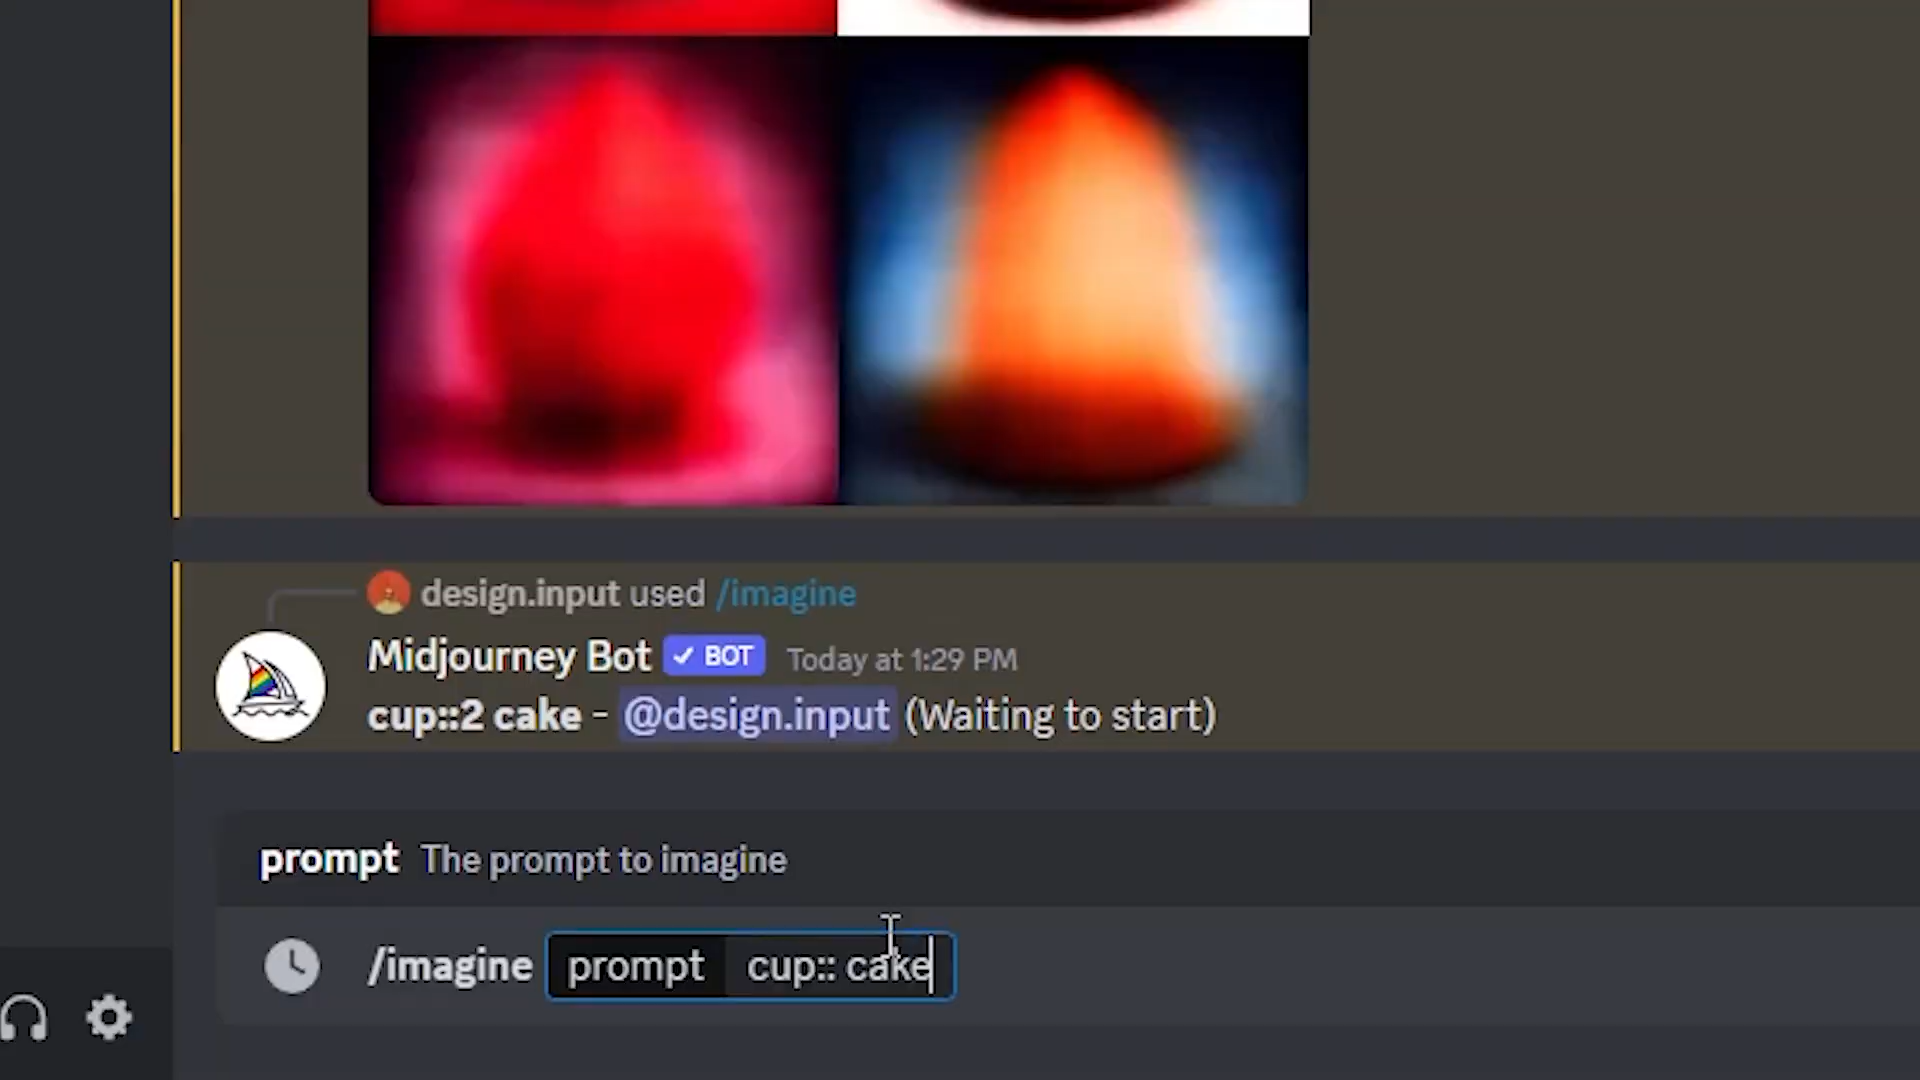 design.input used /imagine
Midjourney Bot ✓ BOT Today at 1:29 PM
cup::2 cake - @design.input (Waiting to start)
prompt The prompt to imagine
/imagine prompt cup:: cake